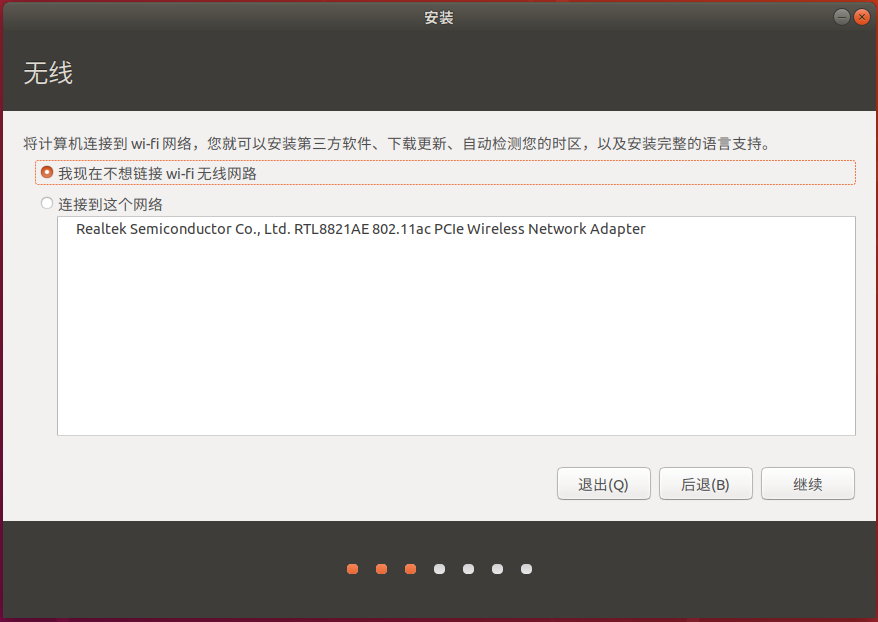 安装
无线
将计算机连接到 wi-fi 网络，您就可以安装第三方软件、下载更新、自动检测您的时区，以及安装完整的语言支持。
我现在不想链接 wi-fi 无线网路
连接到这个网络
Realtek Semiconductor Co., Ltd. RTL8821AE 802.11ac PCIe Wireless Network Adapter
退出(Q) 后退(B) 继续